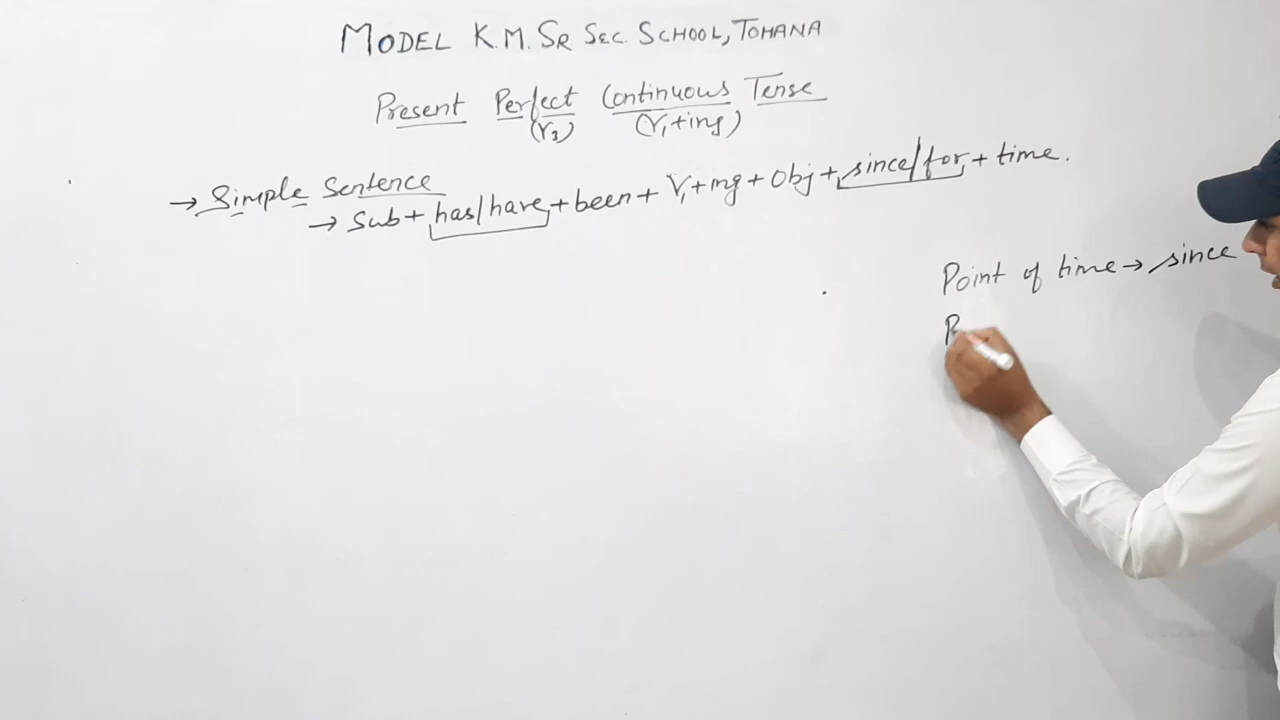 MODEL K.M. SR SEC. SCHOOL, TOHANA
Present Perfect Continuous Tense
(V3) (V1+ing)
→ Simple Sentence
→ Sub + has/have + been + V1+ing + Obj + since/for + time.
Point of time → since
P